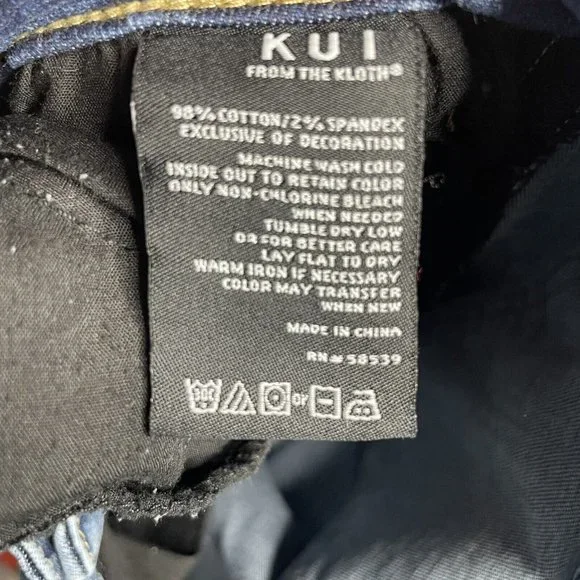 KUT
FROM THE KLOTH®
98% COTTON/2% SPANDEX
EXCLUSIVE OF DECORATION
MACHINE WASH COLD
INSIDE OUT TO RETAIN COLOR
ONLY NON-CHLORINE BLEACH
WHEN NEEDED
TUMBLE DRY LOW
OR FOR BETTER CARE
LAY FLAT TO DRY
WARM IRON IF NECESSARY
COLOR MAY TRANSFER
WHEN NEW
MADE IN CHINA
RN# 58539
30C or